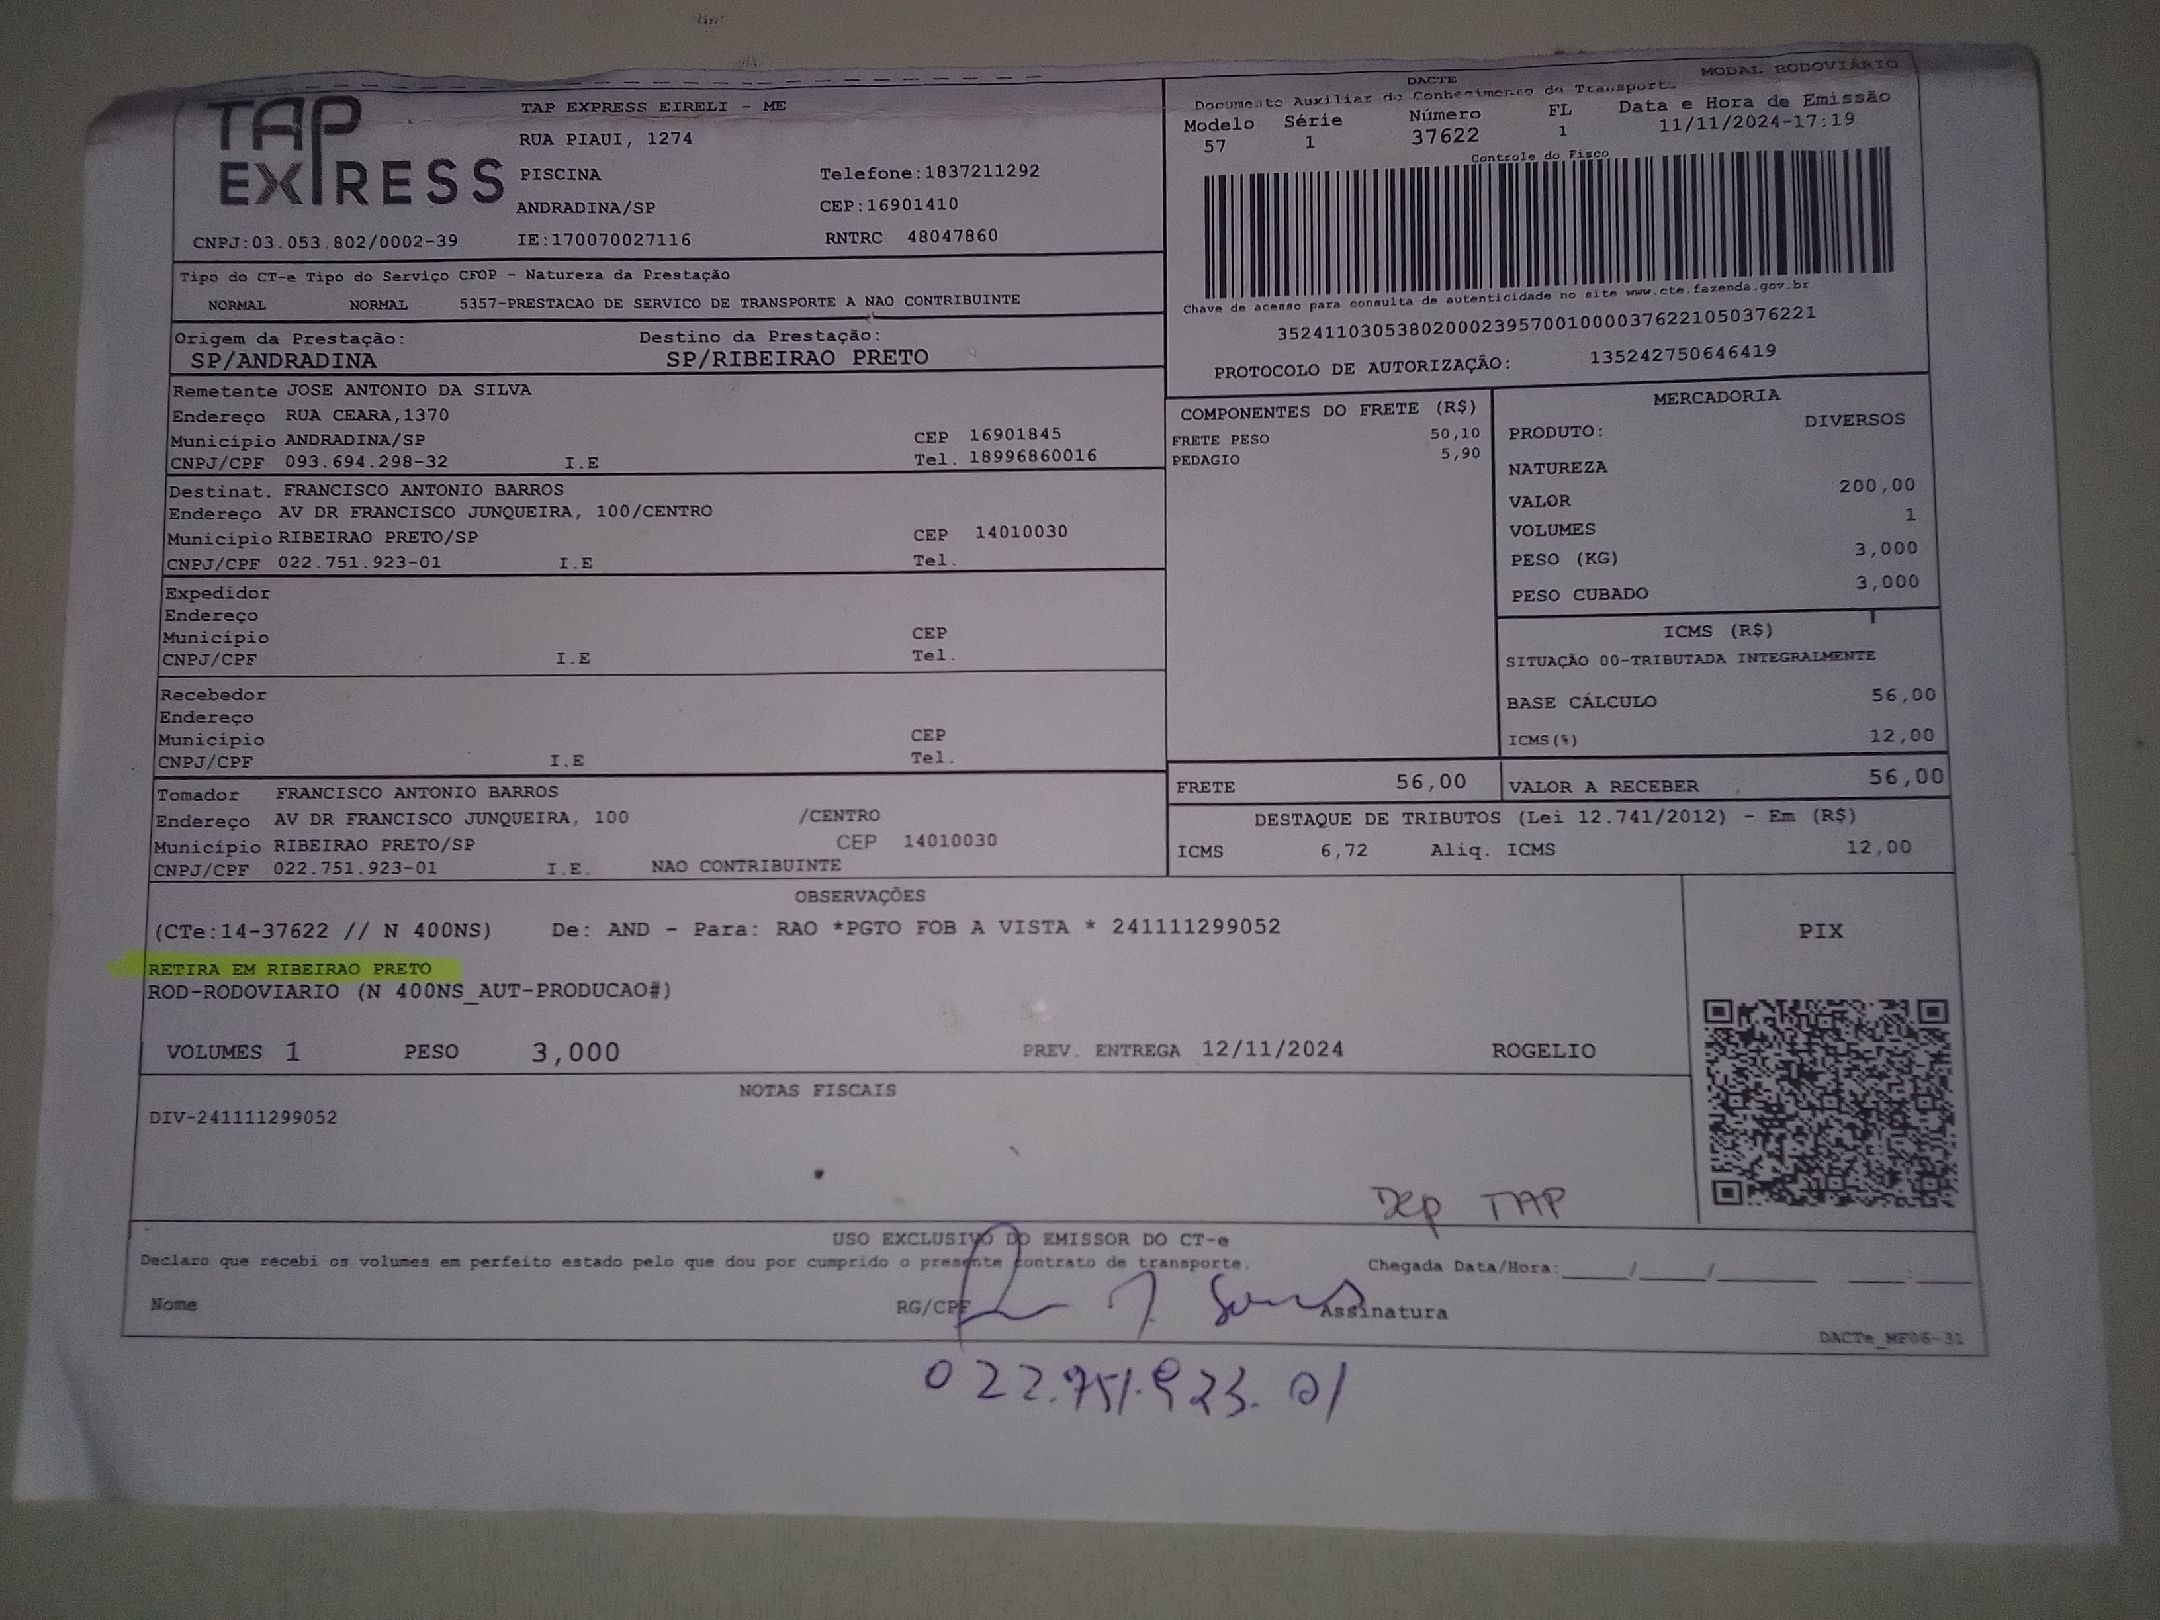 TAP
EXPRESS
TAP EXPRESS EIRELI - ME
RUA PIAUI, 1274
PISCINA Telefone:1837211292
ANDRADINA/SP CEP:16901410
CNPJ:03.053.802/0002-39 IE:170070027116 RNTRC 48047860
DACTE MODAL RODOVIÁRIO
Documento Auxiliar do Conhecimento de Transporte
Modelo Série Número FL Data e Hora de Emissão
57 1 37622 1 11/11/2024-17:19
Controle do Fisco
Chave de acesso para consulta de autenticidade no site www.cte.fazenda.gov.br
35241103053802000239570010000376221050376221
PROTOCOLO DE AUTORIZAÇÃO: 135242750646419
Tipo do CT-e Tipo do Serviço CFOP - Natureza da Prestação
NORMAL NORMAL 5357-PRESTACAO DE SERVICO DE TRANSPORTE A NAO CONTRIBUINTE
Origem da Prestação: Destino da Prestação:
SP/ANDRADINA SP/RIBEIRAO PRETO
Remetente JOSE ANTONIO DA SILVA
Endereço RUA CEARA,1370
Município ANDRADINA/SP CEP 16901845
CNPJ/CPF 093.694.298-32 I.E Tel. 18996860016
Destinat. FRANCISCO ANTONIO BARROS
Endereço AV DR FRANCISCO JUNQUEIRA, 100/CENTRO
Município RIBEIRAO PRETO/SP CEP 14010030
CNPJ/CPF 022.751.923-01 I.E Tel.
Expedidor
Endereço
Município CEP
CNPJ/CPF I.E Tel.
Recebedor
Endereço
Município CEP
CNPJ/CPF I.E Tel.
Tomador FRANCISCO ANTONIO BARROS
Endereço AV DR FRANCISCO JUNQUEIRA, 100 /CENTRO
Município RIBEIRAO PRETO/SP CEP 14010030
CNPJ/CPF 022.751.923-01 I.E. NAO CONTRIBUINTE
COMPONENTES DO FRETE (R$)
FRETE PESO 50,10
PEDAGIO 5,90
MERCADORIA
PRODUTO: DIVERSOS
NATUREZA
VALOR 200,00
VOLUMES 1
PESO (KG) 3,000
PESO CUBADO 3,000
ICMS (R$)
SITUAÇÃO 00-TRIBUTADA INTEGRALMENTE
BASE CÁLCULO 56,00
ICMS(%) 12,00
FRETE 56,00 VALOR A RECEBER 56,00
DESTAQUE DE TRIBUTOS (Lei 12.741/2012) - Em (R$)
ICMS 6,72 Aliq. ICMS 12,00
OBSERVAÇÕES
(CTe:14-37622 // N 400NS) De: AND - Para: RAO *PGTO FOB A VISTA * 241111299052
RETIRA EM RIBEIRAO PRETO
ROD-RODOVIARIO (N 400NS_AUT-PRODUCAO#)
VOLUMES 1 PESO 3,000 PREV. ENTREGA 12/11/2024 ROGELIO
PIX
NOTAS FISCAIS
DIV-241111299052
Dep TAP
USO EXCLUSIVO DO EMISSOR DO CT-e
Declaro que recebi os volumes em perfeito estado pelo que dou por cumprido o presente contrato de transporte. Chegada Data/Hora:____/____/______ ___:___
Nome RG/CPF Assinatura
DACTe_MF06-31
022.751.923.01